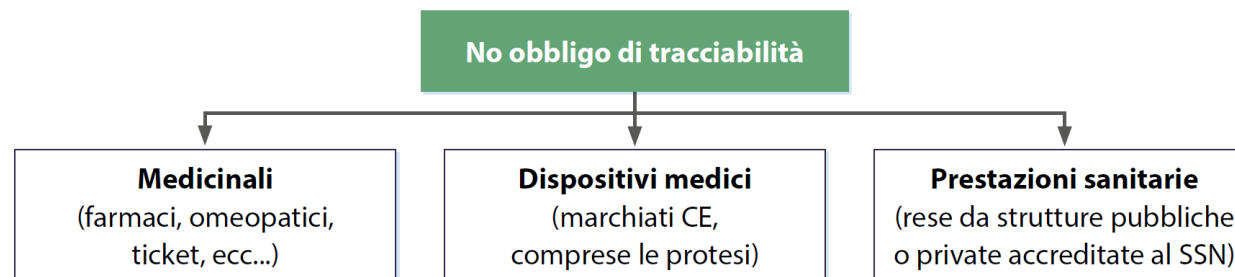 No obbligo di tracciabilità
Medicinali
(farmaci, omeopatici,
ticket, ecc...)
Dispositivi medici
(marchiati CE,
comprese le protesi)
Prestazioni sanitarie
(rese da strutture pubbliche
o private accreditate al SSN)